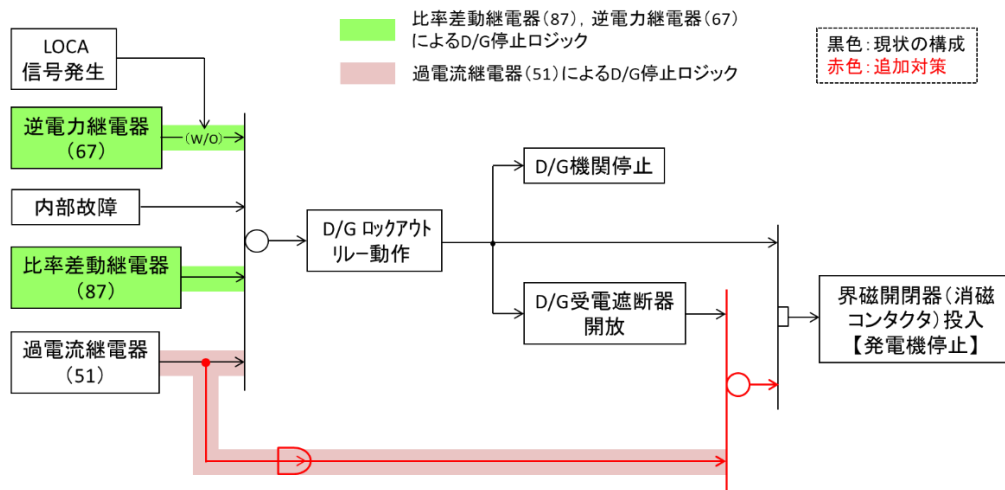 比率差動継電器(87)，逆電力継電器(67)
によるD/G停止ロジック
過電流継電器(51)によるD/G停止ロジック
黒色：現状の構成
赤色：追加対策
LOCA
信号発生
逆電力継電器
(67)
(W/O)
内部故障
比率差動継電器
(87)
過電流継電器
(51)
D/G ロックアウト
リレー動作
D/G機関停止
D/G受電遮断器
開放
界磁開閉器(消磁
コンタクタ)投入
【発電機停止】